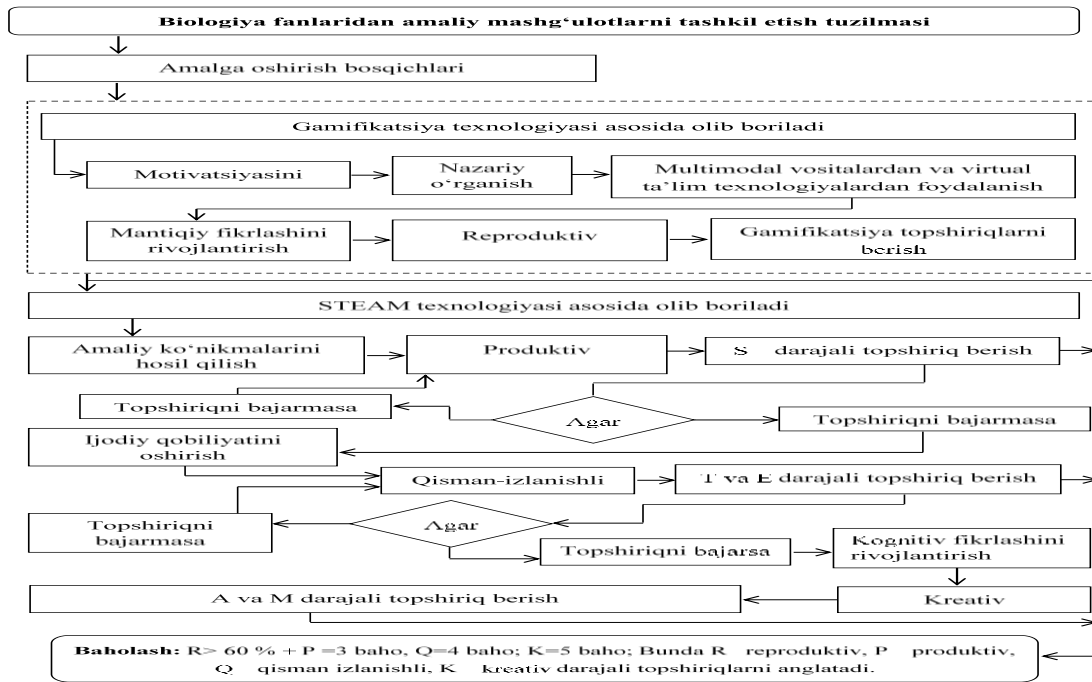 Biologiya fanlaridan amaliy mashg‘ulotlarni tashkil etish tuzilmasi
Amalga oshirish bosqichlari
Gamifikatsiya texnologiyasi asosida olib boriladi
Motivatsiyasini
Nazariy
o‘rganish
Multimodal vositalardan va virtual
ta’lim texnologiyalardan foydalanish
Mantiqiy fikrlashini
rivojlantirish
Reproduktiv
Gamifikatsiya topshiriqlarni
berish
STEAM texnologiyasi asosida olib boriladi
Amaliy ko‘nikmalarini
hosil qilish
Produktiv
S darajali topshiriq berish
Topshiriqni bajarmasa
Agar
Topshiriqni bajarmasa
Ijodiy qobiliyatini
oshirish
Qisman-izlanishli
T va E darajali topshiriq berish
Topshiriqni
bajarmasa
Agar
Topshiriqni bajarsa
Kognitiv fikrlashini
rivojlantirish
A va M darajali topshiriq berish
Kreativ
Baholash: R> 60 % + P =3 baho, Q=4 baho; K=5 baho; Bunda R reproduktiv, P produktiv,
Q qisman izlanishli, K kreativ darajali topshiriqlarni anglatadi.